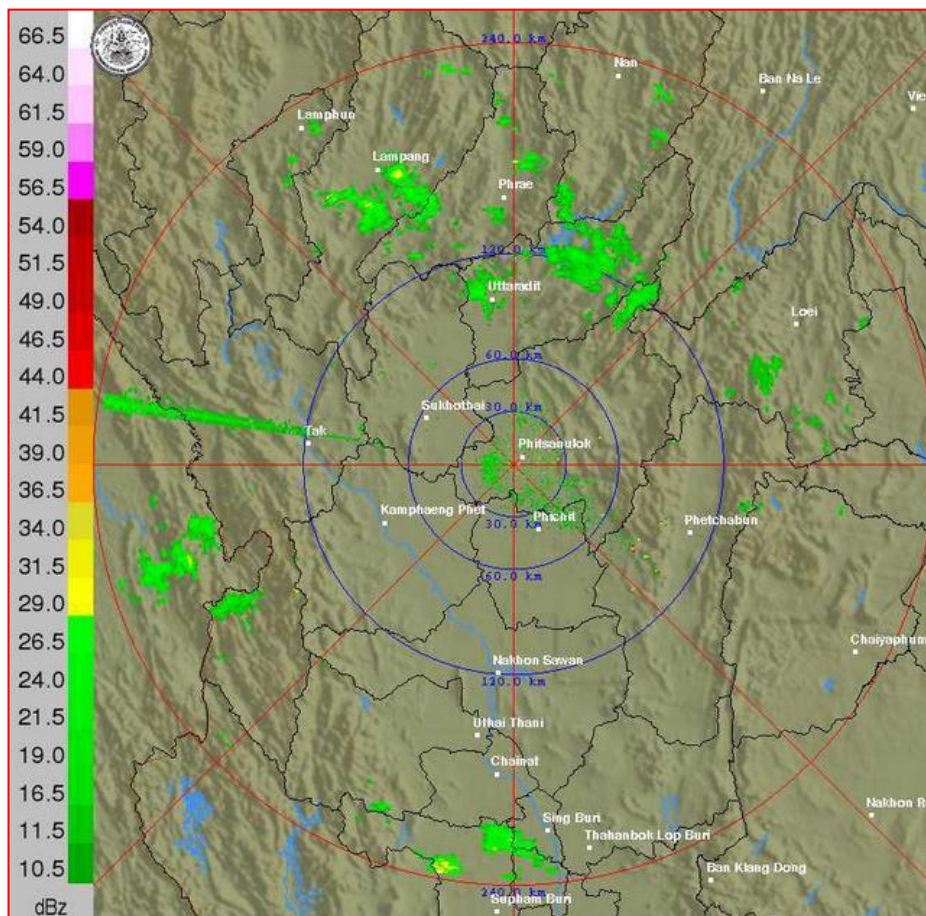 66.5
64.0
61.5
59.0
56.5
54.0
51.5
49.0
46.5
44.0
41.5
39.0
36.5
34.0
31.5
29.0
26.5
24.0
21.5
19.0
16.5
11.5
10.5
dBz
240.0 km
Nan
Ban Na Le
Lamphun
Lampang
Phrae
120.0 km
Uttaradit
Loei
60.0 km
30.0 km
Sukhothai
Tak
Phitsanulok
Kamphaeng Phet
Phichit
30.0 km
Phetchabun
60.0 km
Chaiyaphum
Nakhon Sawan
120.0 km
Uthai Thani
Chainat
Nakhon R
Sing Buri
Thahanbok Lop Buri
Ban Klang Dong
240.0 km
Supham Buri